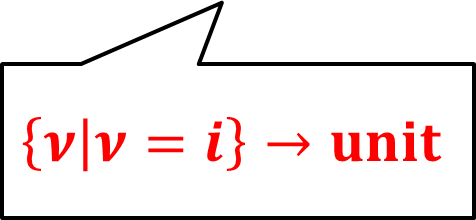 {ν|ν = i} → unit